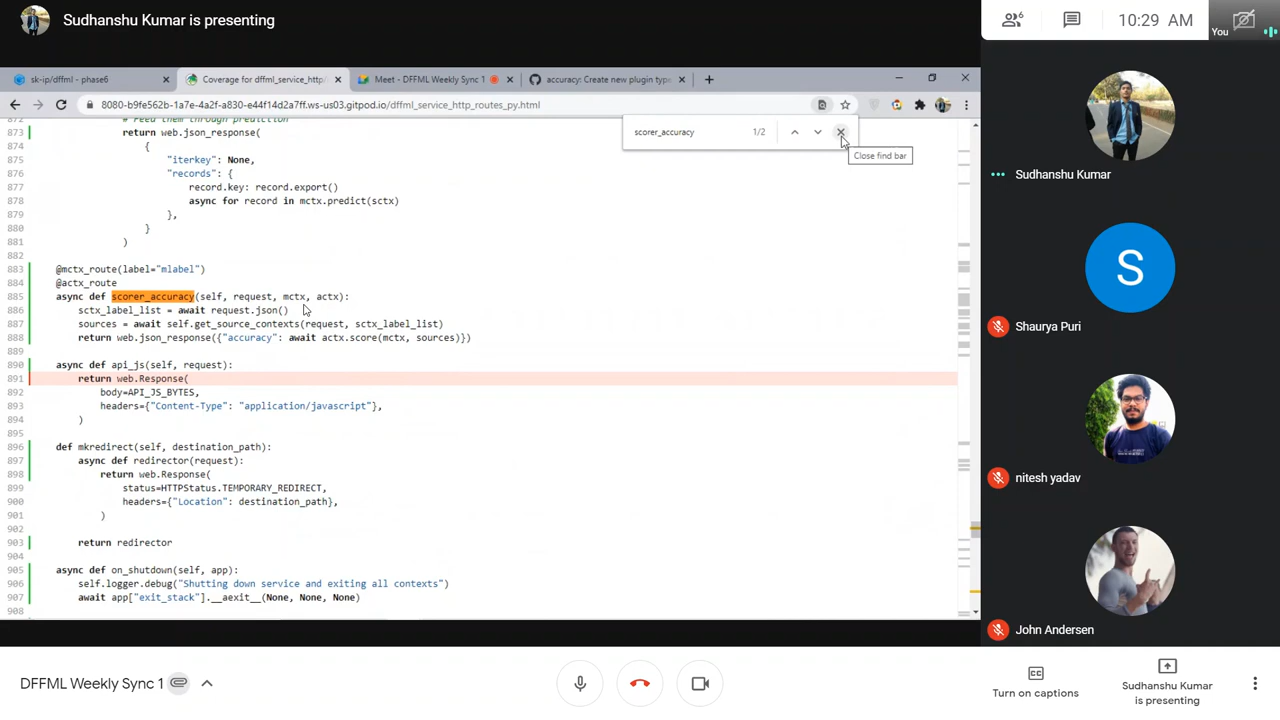 Sudhanshu Kumar is presenting
6
10:29 AM
You
sk-ip/dffml - phase6
Coverage for dffml_service_http/
Meet - DFFML Weekly Sync 1
accuracy: Create new plugin type
8080-b9fe562b-1a7e-4a2f-a830-e44f14d2a7ff.ws-us03.gitpod.io/dffml_service_http_routes_py.html
scorer_accuracy 1/2
Close find bar
872 # Feed them through prediction
873 return web.json_response(
874 {
875 "iterkey": None,
876 "records": {
877 record.key: record.export()
878 async for record in mctx.predict(sctx)
879 },
880 }
881 )
882
883 @mctx_route(label="mlabel")
884 @actx_route
885 async def scorer_accuracy(self, request, mctx, actx):
886 sctx_label_list = await request.json()
887 sources = await self.get_source_contexts(request, sctx_label_list)
888 return web.json_response({"accuracy": await actx.score(mctx, sources)})
889
890 async def api_js(self, request):
891 return web.Response(
892 body=API_JS_BYTES,
893 headers={"Content-Type": "application/javascript"},
894 )
895
896 def mkredirect(self, destination_path):
897 async def redirector(request):
898 return web.Response(
899 status=HTTPStatus.TEMPORARY_REDIRECT,
900 headers={"Location": destination_path},
901 )
902
903 return redirector
904
905 async def on_shutdown(self, app):
906 self.logger.debug("Shutting down service and exiting all contexts")
907 await app["exit_stack"].__aexit__(None, None, None)
908
Sudhanshu Kumar
S
Shaurya Puri
nitesh yadav
John Andersen
DFFML Weekly Sync 1
Turn on captions
Sudhanshu Kumar
is presenting